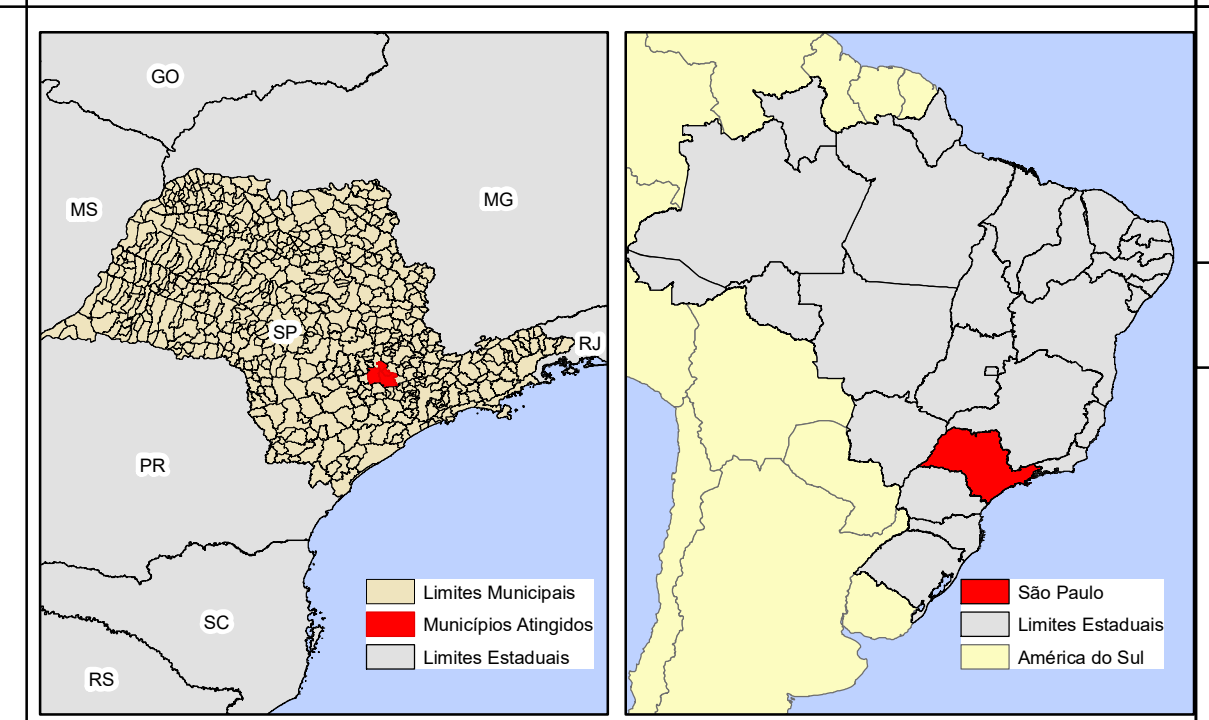 GO
MS
MG
SP
RJ
PR
SC
RS
Limites Municipais
Municípios Atingidos
Limites Estaduais
São Paulo
Limites Estaduais
América do Sul